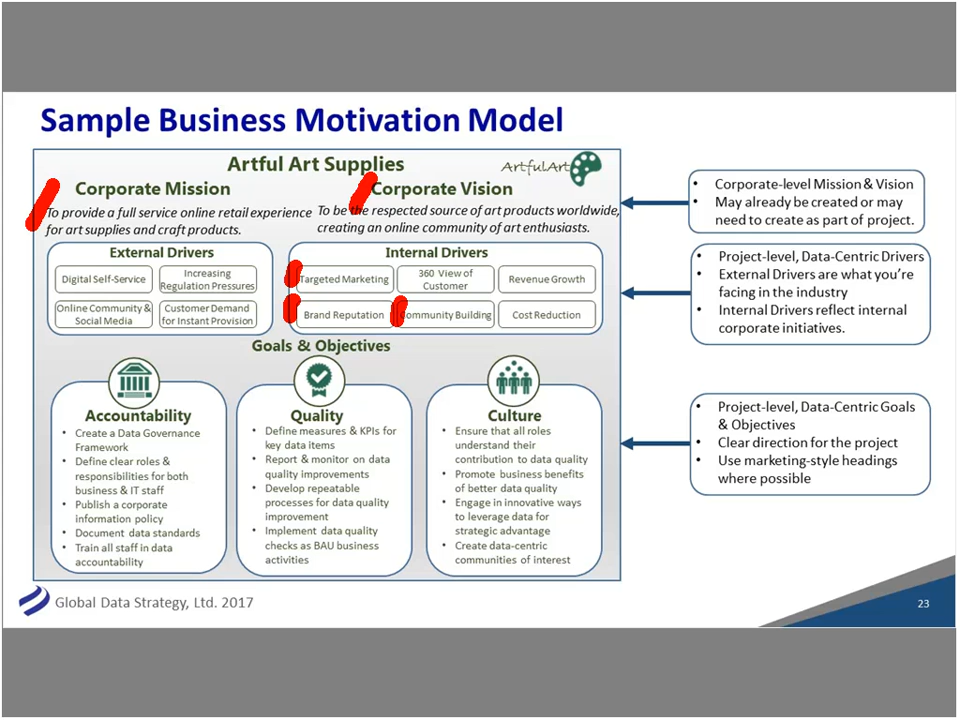 Sample Business Motivation Model
Artful Art Supplies
ArtfulArt
Corporate Mission
To provide a full service online retail experience
for art supplies and craft products.
Corporate Vision
To be the respected source of art products worldwide,
creating an online community of art enthusiasts.
External Drivers
Digital Self-Service
Increasing
Regulation Pressures
Online Community &
Social Media
Customer Demand
for Instant Provision
Internal Drivers
Targeted Marketing
360 View of
Customer
Revenue Growth
Brand Reputation
Community Building
Cost Reduction
Goals & Objectives
Accountability
• Create a Data Governance
Framework
• Define clear roles &
responsibilities for both
business & IT staff
• Publish a corporate
information policy
• Document data standards
• Train all staff in data
accountability
Quality
• Define measures & KPIs for
key data items
• Report & monitor on data
quality improvements
• Develop repeatable
processes for data quality
improvement
• Implement data quality
checks as BAU business
activities
Culture
• Ensure that all roles
understand their
contribution to data quality
• Promote business benefits
of better data quality
• Engage in innovative ways
to leverage data for
strategic advantage
• Create data-centric
communities of interest
• Corporate-level Mission & Vision
• May already be created or may
need to create as part of project.
• Project-level, Data-Centric Drivers
• External Drivers are what you're
facing in the industry
• Internal Drivers reflect internal
corporate initiatives.
• Project-level, Data-Centric Goals
& Objectives
• Clear direction for the project
• Use marketing-style headings
where possible
Global Data Strategy, Ltd. 2017
23